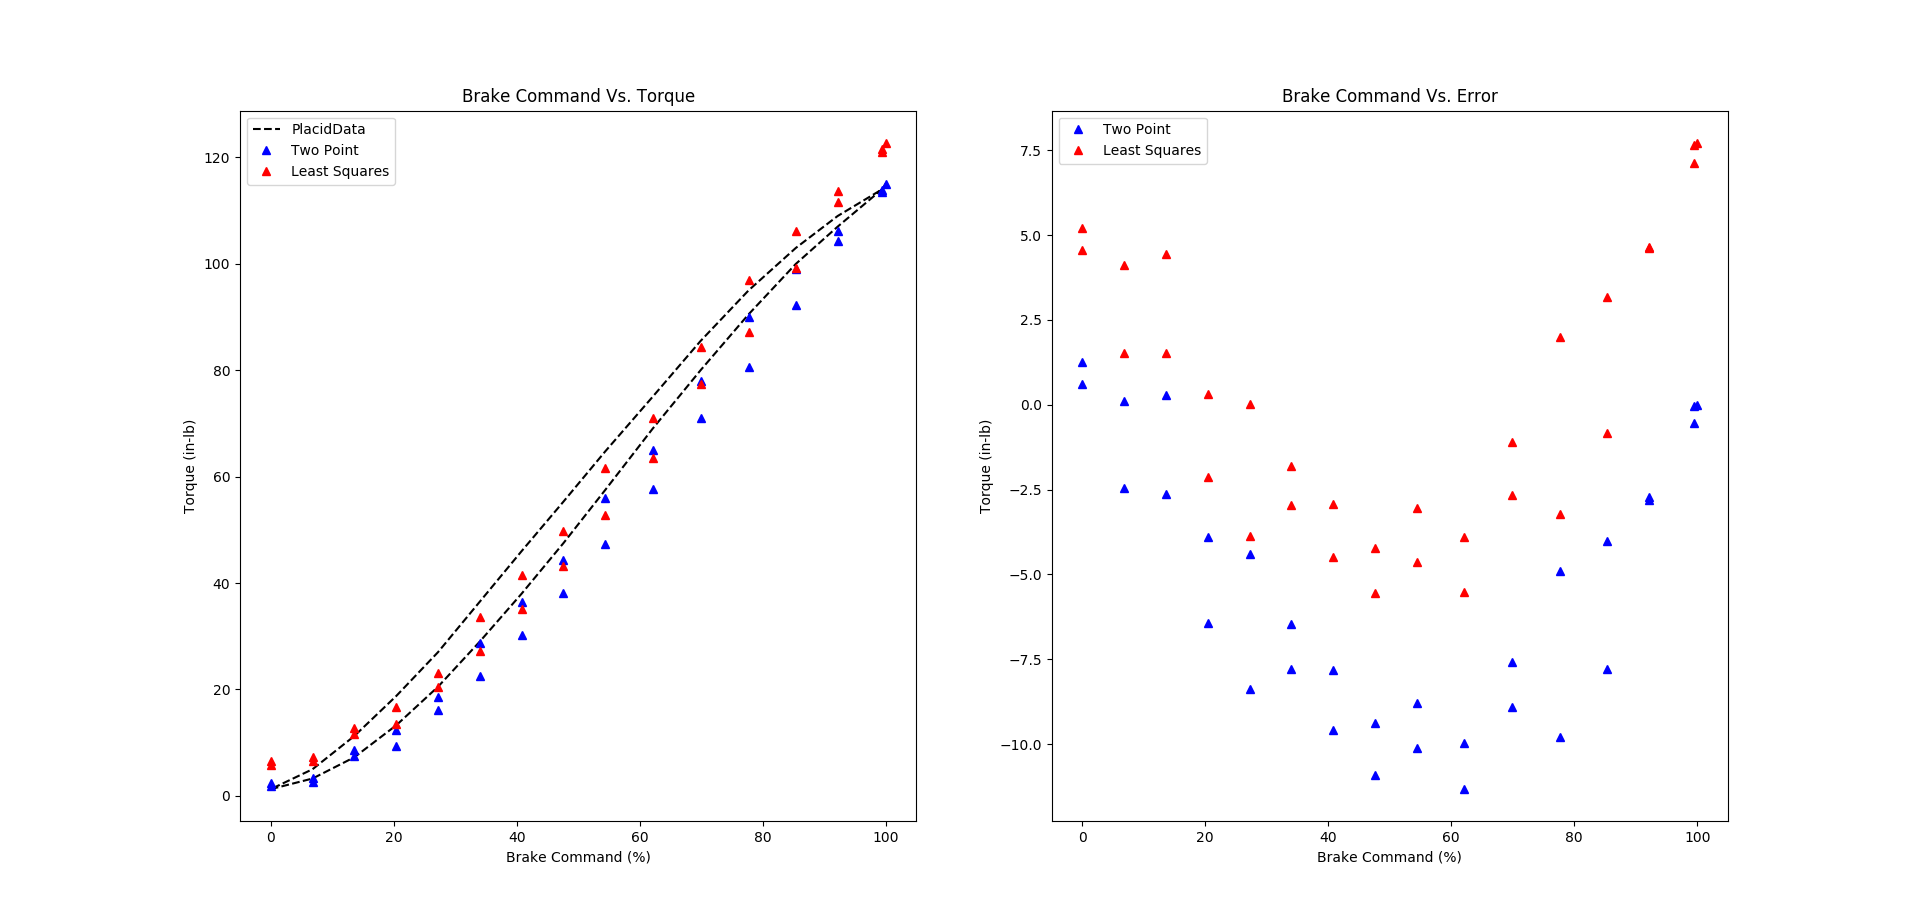 Brake Command Vs. Torque
PlacidData
Two Point
Least Squares
120
100
80
60
40
20
0
Torque (in-lb)
0 20 40 60 80 100
Brake Command (%)
Brake Command Vs. Error
Two Point
Least Squares
7.5
5.0
2.5
0.0
−2.5
−5.0
−7.5
−10.0
Torque (in-lb)
0 20 40 60 80 100
Brake Command (%)